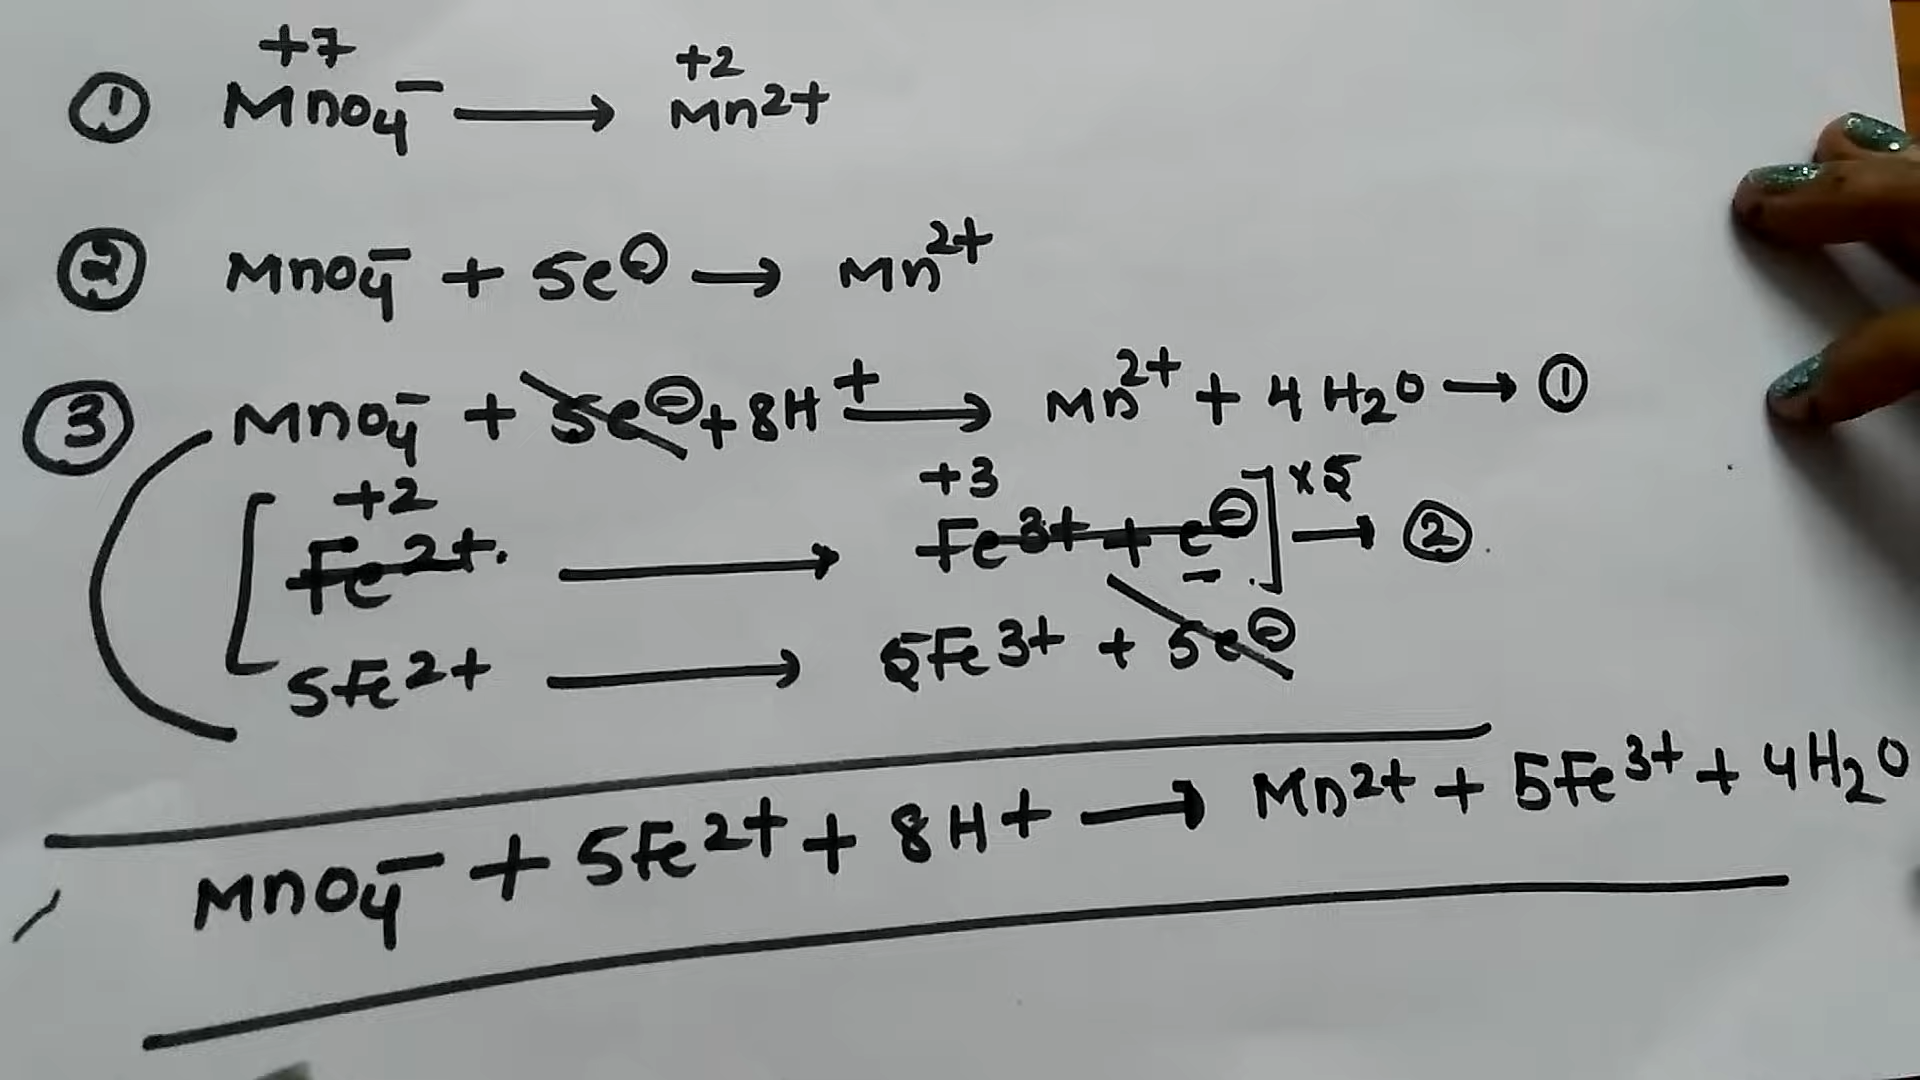 +7 +2
① MnO₄⁻ ⟶ Mn²⁺
② MnO₄⁻ + 5e⊖ ⟶ Mn²⁺
③ MnO₄⁻ + 5e⊖ + 8H⁺ ⟶ Mn²⁺ + 4H₂O ⟶ ①
+2 +3
[Fe²⁺. ⟶ Fe³⁺ + e⊖] ×5 ⟶ ②
5Fe²⁺ ⟶ 5Fe³⁺ + 5e⊖
MnO₄⁻ + 5Fe²⁺ + 8H⁺ ⟶ Mn²⁺ + 5Fe³⁺ + 4H₂O